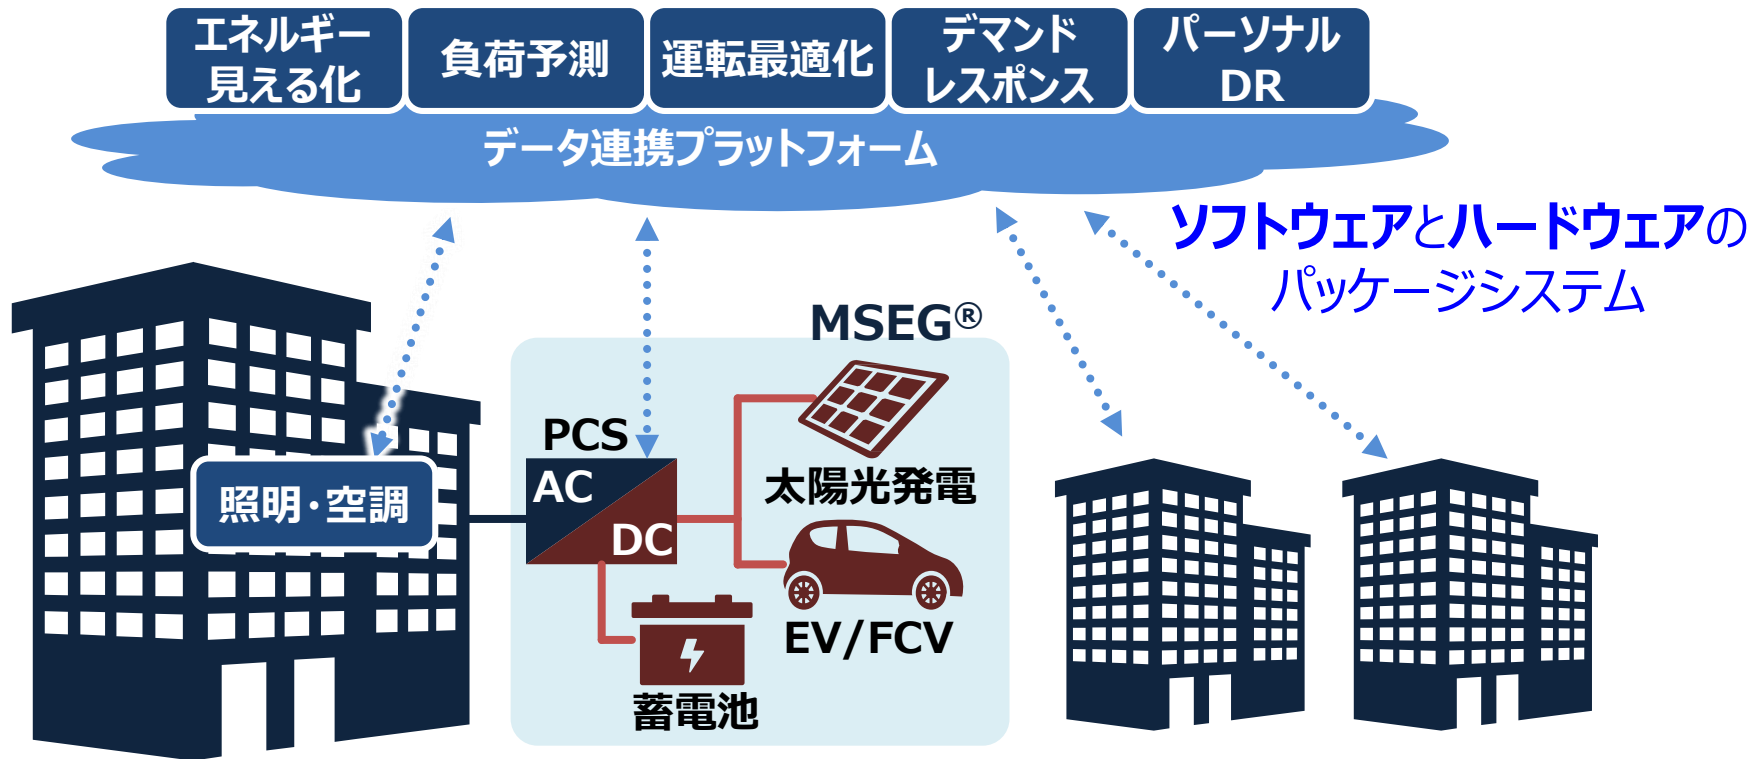 エネルギー
見える化
負荷予測
運転最適化
デマンド
レスポンス
パーソナル
DR
データ連携プラットフォーム
ソフトウェアとハードウェアの
パッケージシステム
MSEG®
PCS
AC
DC
太陽光発電
照明・空調
EV/FCV
蓄電池